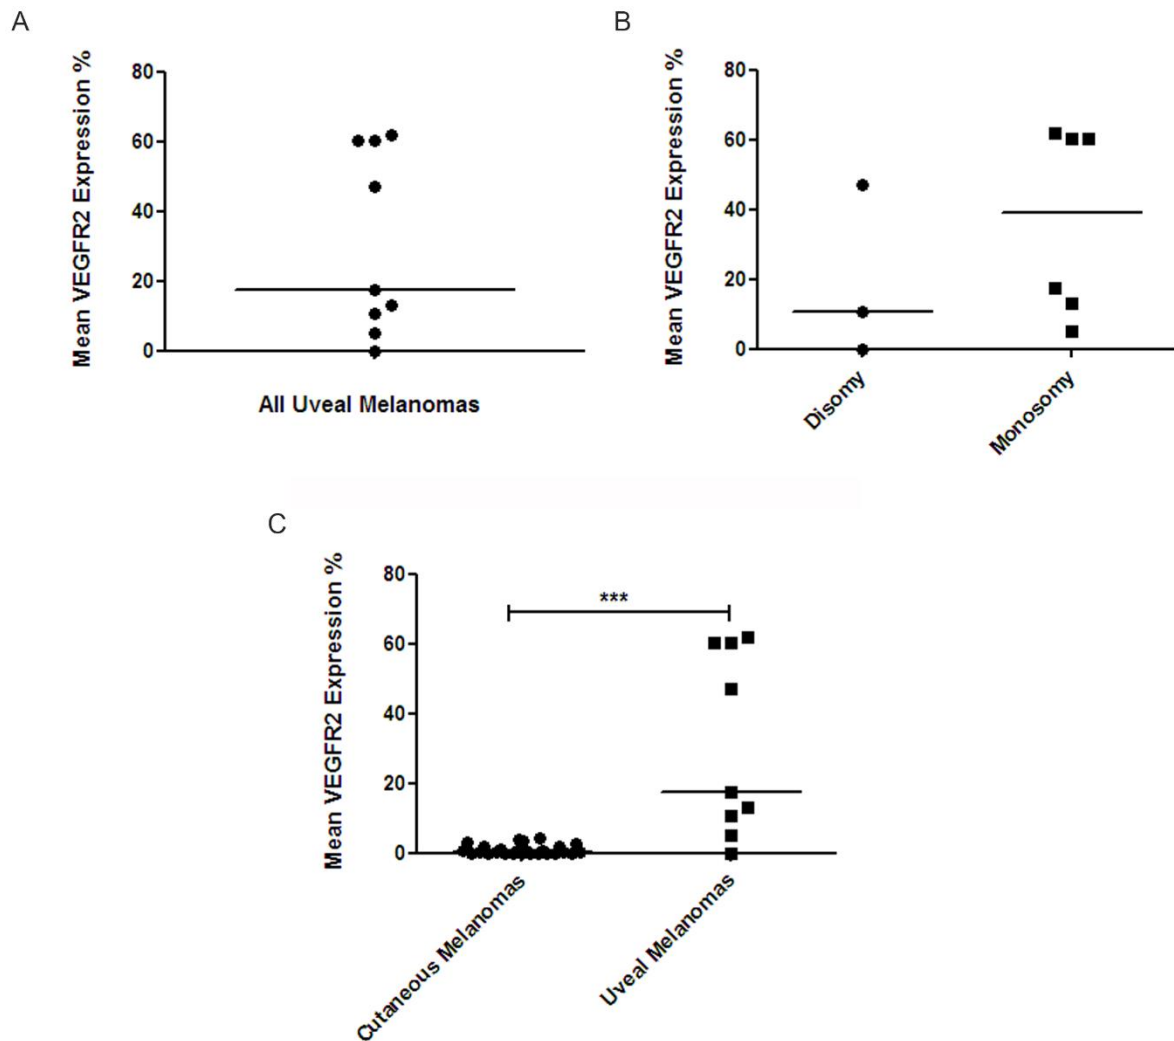 A
Mean VEGFR2 Expression %
80
60
40
20
0
All Uveal Melanomas
B
Mean VEGFR2 Expression %
80
60
40
20
0
Disomy
Monosomy
C
Mean VEGFR2 Expression %
80
60
40
20
0
***
Cutaneous Melanomas
Uveal Melanomas